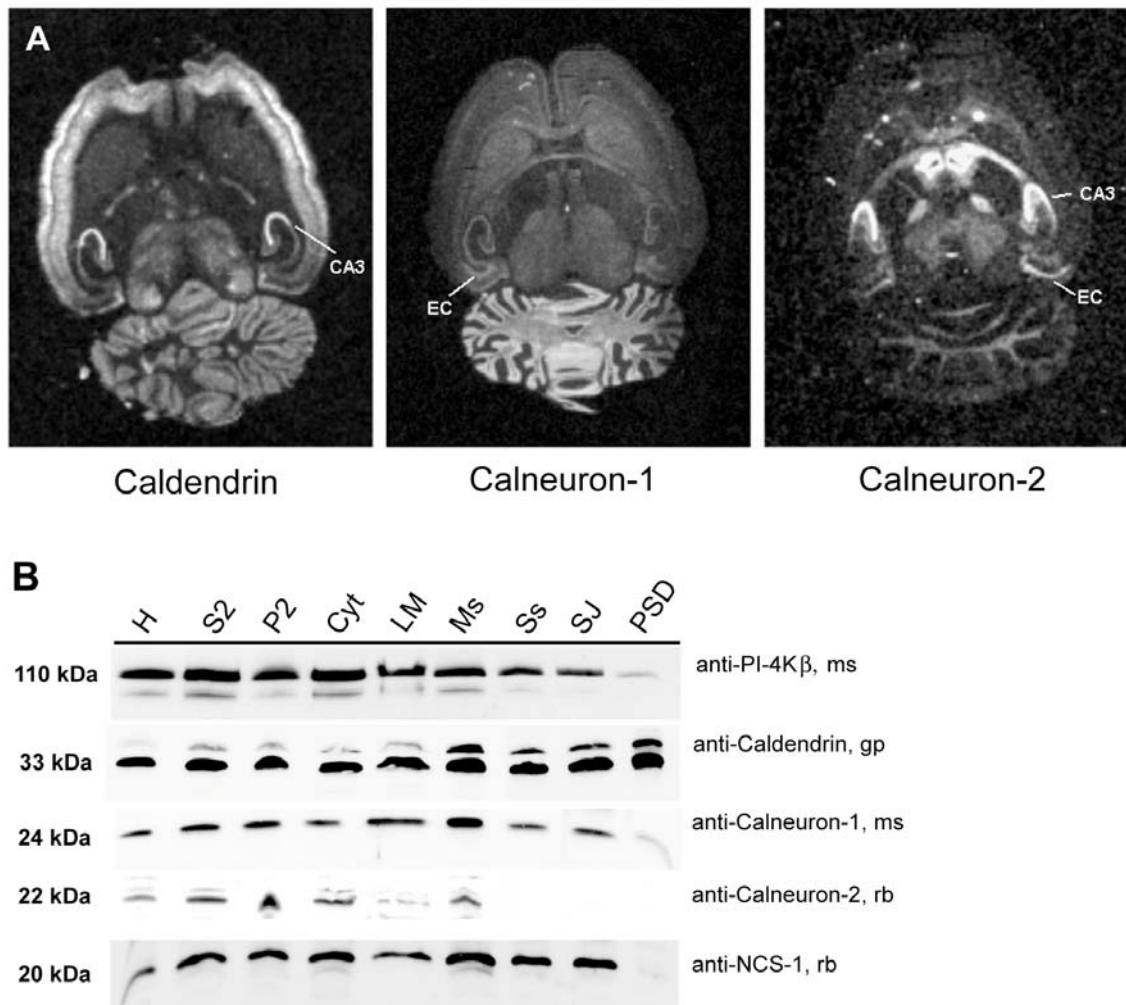 A
CA3
EC
CA3
EC
Caldendrin Calneuron-1 Calneuron-2
B
H S2 P2 Cyt LM Ms Ss SJ PSD
110 kDa anti-PI-4Kβ, ms
33 kDa anti-Caldendrin, gp
24 kDa anti-Calneuron-1, ms
22 kDa anti-Calneuron-2, rb
20 kDa anti-NCS-1, rb